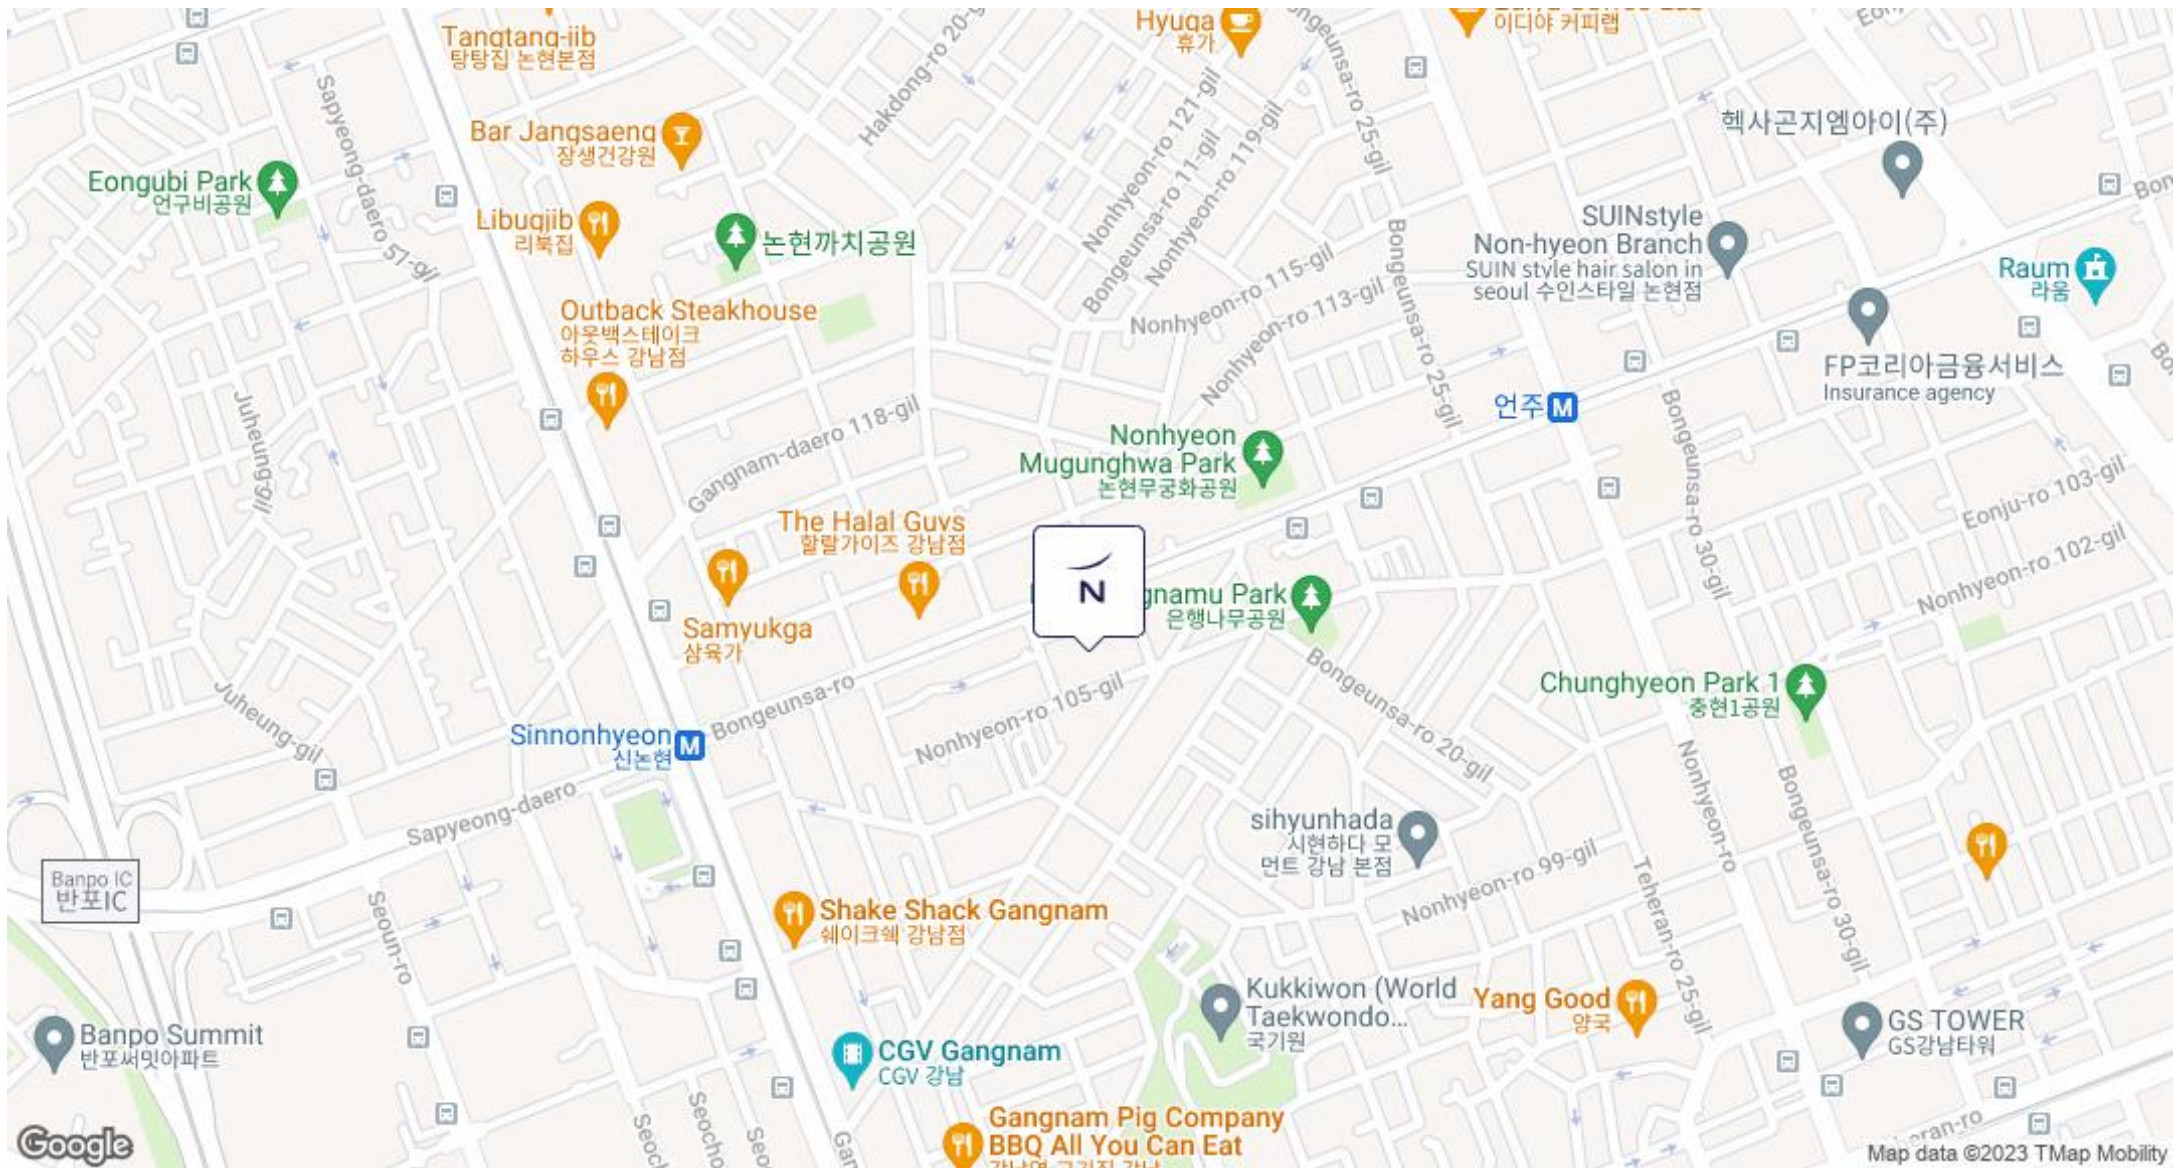 Tangtang-jib
탕탕집 논현본점
Hyuga
휴가
이디야 커피랩
Hakdong-ro 20-g
Bongeunsa-ro 25-gil
Sapyeong-daero 57-gil
Bar Jangsaeng
장생건강원
Nonhyeon-ro 121-gil
Bongeunsa-ro 11-gil
Nonhyeon-ro 119-gil
헥사곤지엠아이(주)
Eongubi Park
언구비공원
Libugjib
리북집
논현까치공원
SUINstyle
Non-hyeon Branch
SUIN style hair salon in
seoul 수인스타일 논현점
Bon
Raum
라움
Outback Steakhouse
아웃백스테이크
하우스 강남점
Nonhyeon-ro 115-gil
Nonhyeon-ro 113-gil
Bongeunsa-ro 25-gil
FP코리아금융서비스
Insurance agency
언주
M
Juheung-gil
Gangnam-daero 118-gil
Nonhyeon
Mugunghwa Park
논현무궁화공원
Bongeunsa-ro 30-gil
Eonju-ro 103-gil
Nonhyeon-ro 102-gil
The Halal Guys
할랄가이즈 강남점
N
gnamu Park
은행나무공원
Samyukga
삼육가
Bongeunsa-ro
Nonhyeon-ro 105-gil
Bongeunsa-ro 20-gil
Chunghyeon Park 1
충현1공원
Juheung-gil
Sinnonhyeon
신논현
M
Sapyeong-daero
Nonhyeon-ro
Bongeunsa-ro 30-gil
sihyunhada
시현하다 모
먼트 강남 본점
Nonhyeon-ro 99-gil
Teheran-ro 25-gil
Banpo IC
반포IC
Seoun-ro
Shake Shack Gangnam
쉐이크쉑 강남점
Kukkiwon (World
Taekwondo...
국기원
Yang Good
양국
GS TOWER
GS강남타워
Banpo Summit
반포써밋아파트
CGV Gangnam
CGV 강남
Gangnam Pig Company
BBQ All You Can Eat
Seocho
Seo
Gan
Google
Map data ©2023 TMap Mobility